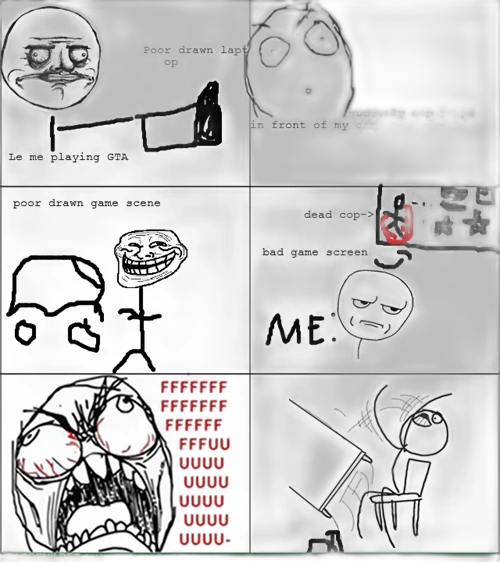 Poor drawn lapt
op
Le me playing GTA
in front of my
poor drawn game scene
dead cop->
bad game screen
ME:
FFFFFFF
FFFFFFF
FFFFFF
FFFUU
UUUU
UUUU
UUUU
UUUU
UUUU-